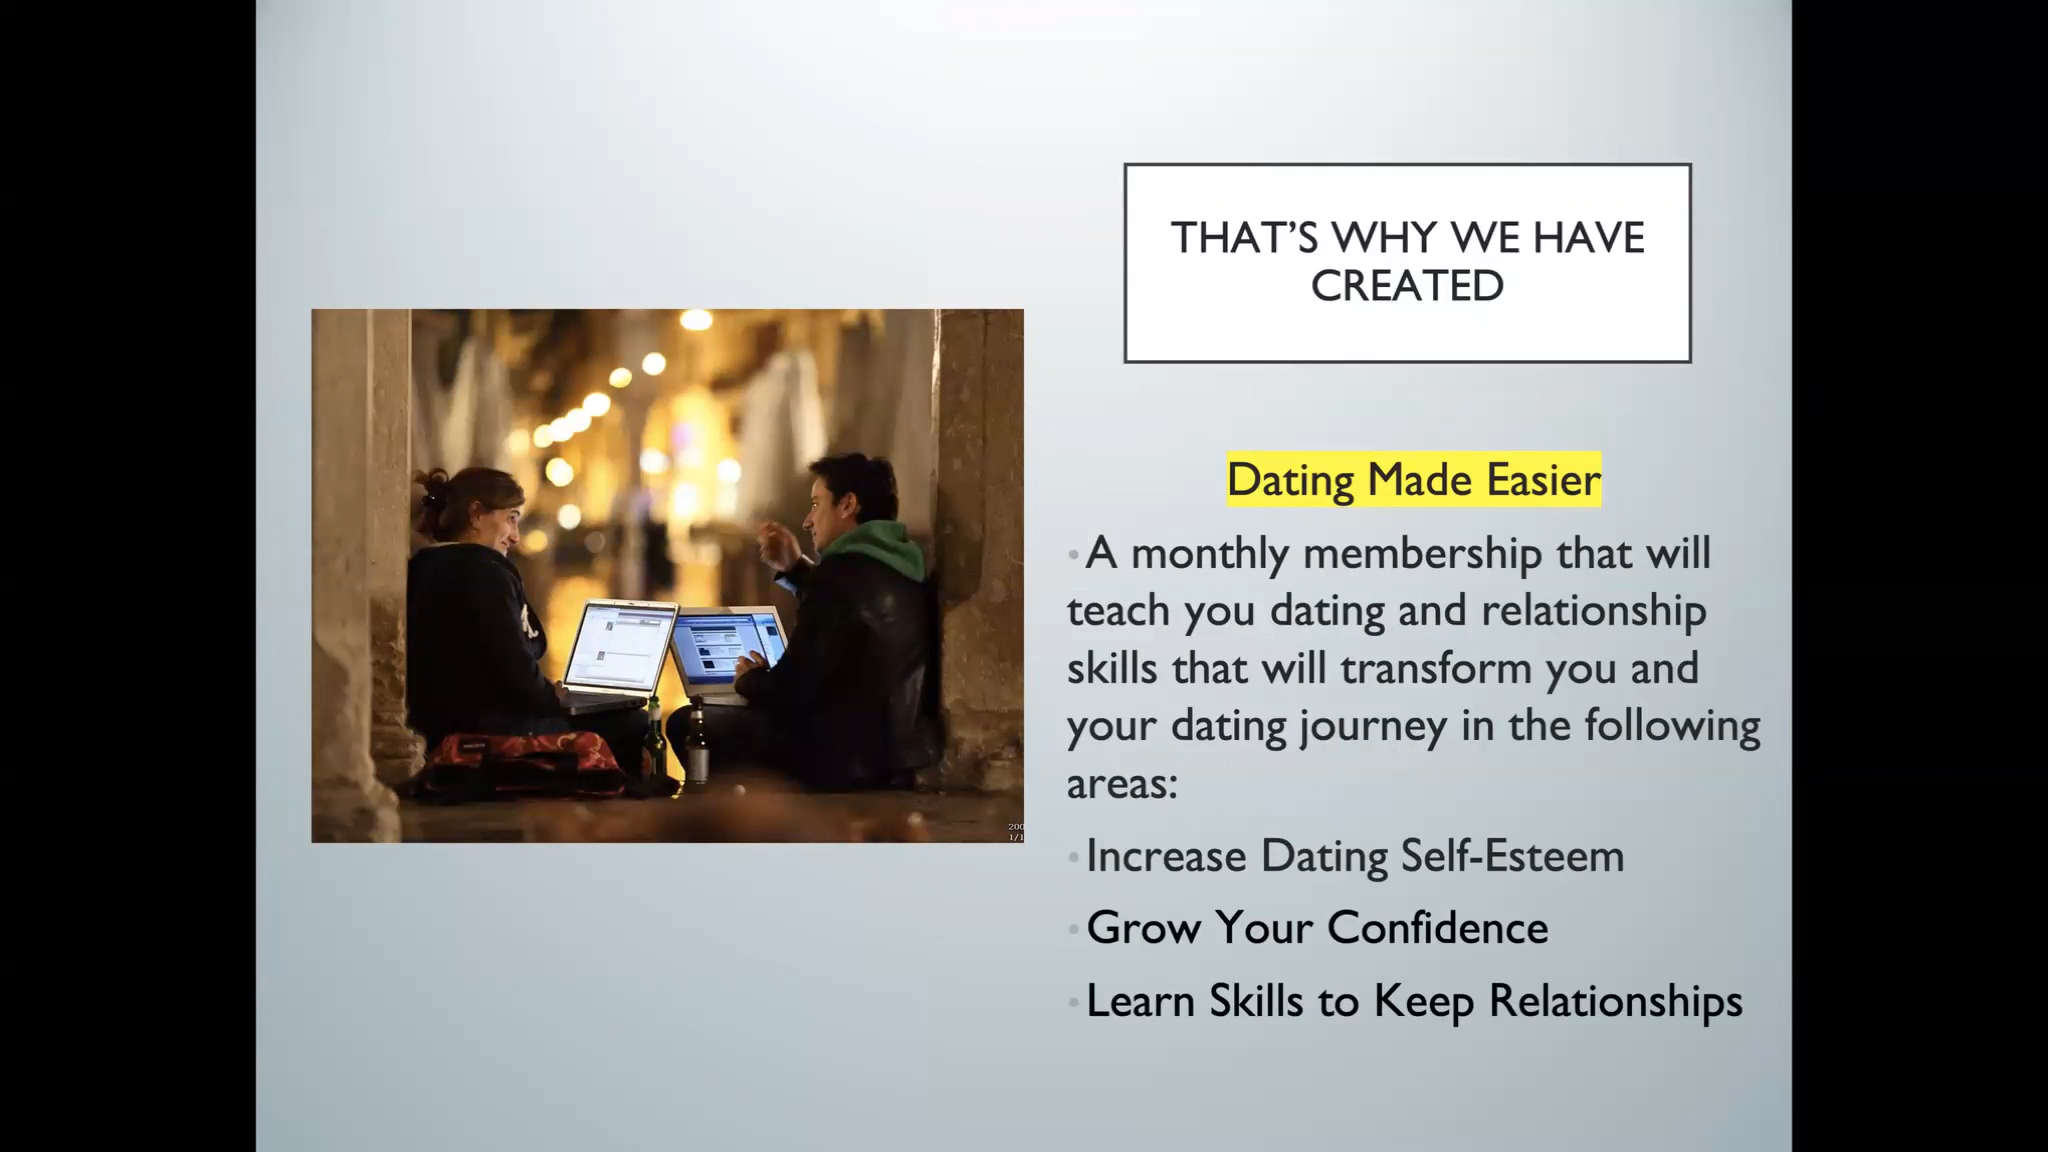 THAT'S WHY WE HAVE
CREATED
Dating Made Easier
•A monthly membership that will
teach you dating and relationship
skills that will transform you and
your dating journey in the following
areas:
•Increase Dating Self-Esteem
•Grow Your Confidence
•Learn Skills to Keep Relationships